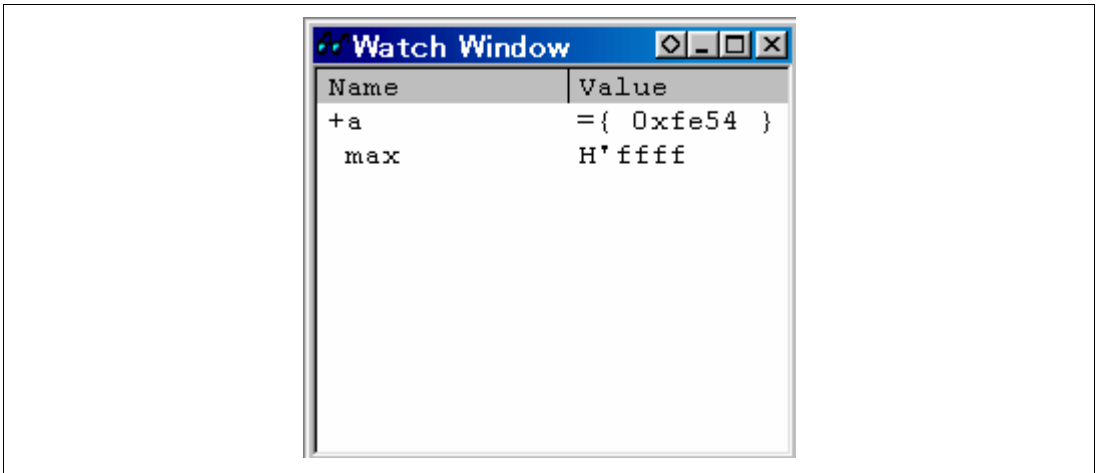 Watch Window
Name Value
+a ={ 0xfe54 }
max H'ffff